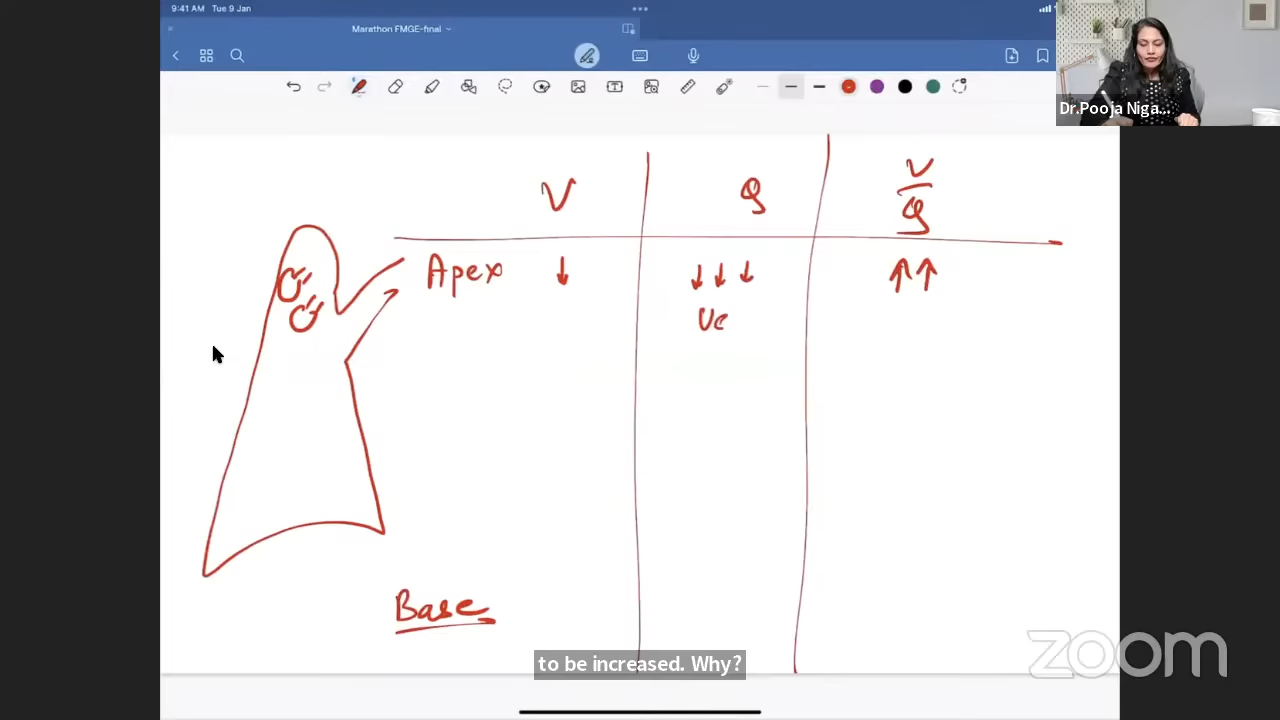 9:41 AM Tue 9 Jan
Marathon FMGE-final
Dr.Pooja Niga...
V Q V/Q
Apex ↓ ↓↓↓ ↑↑
Ve
Base
to be increased. Why?
zoom